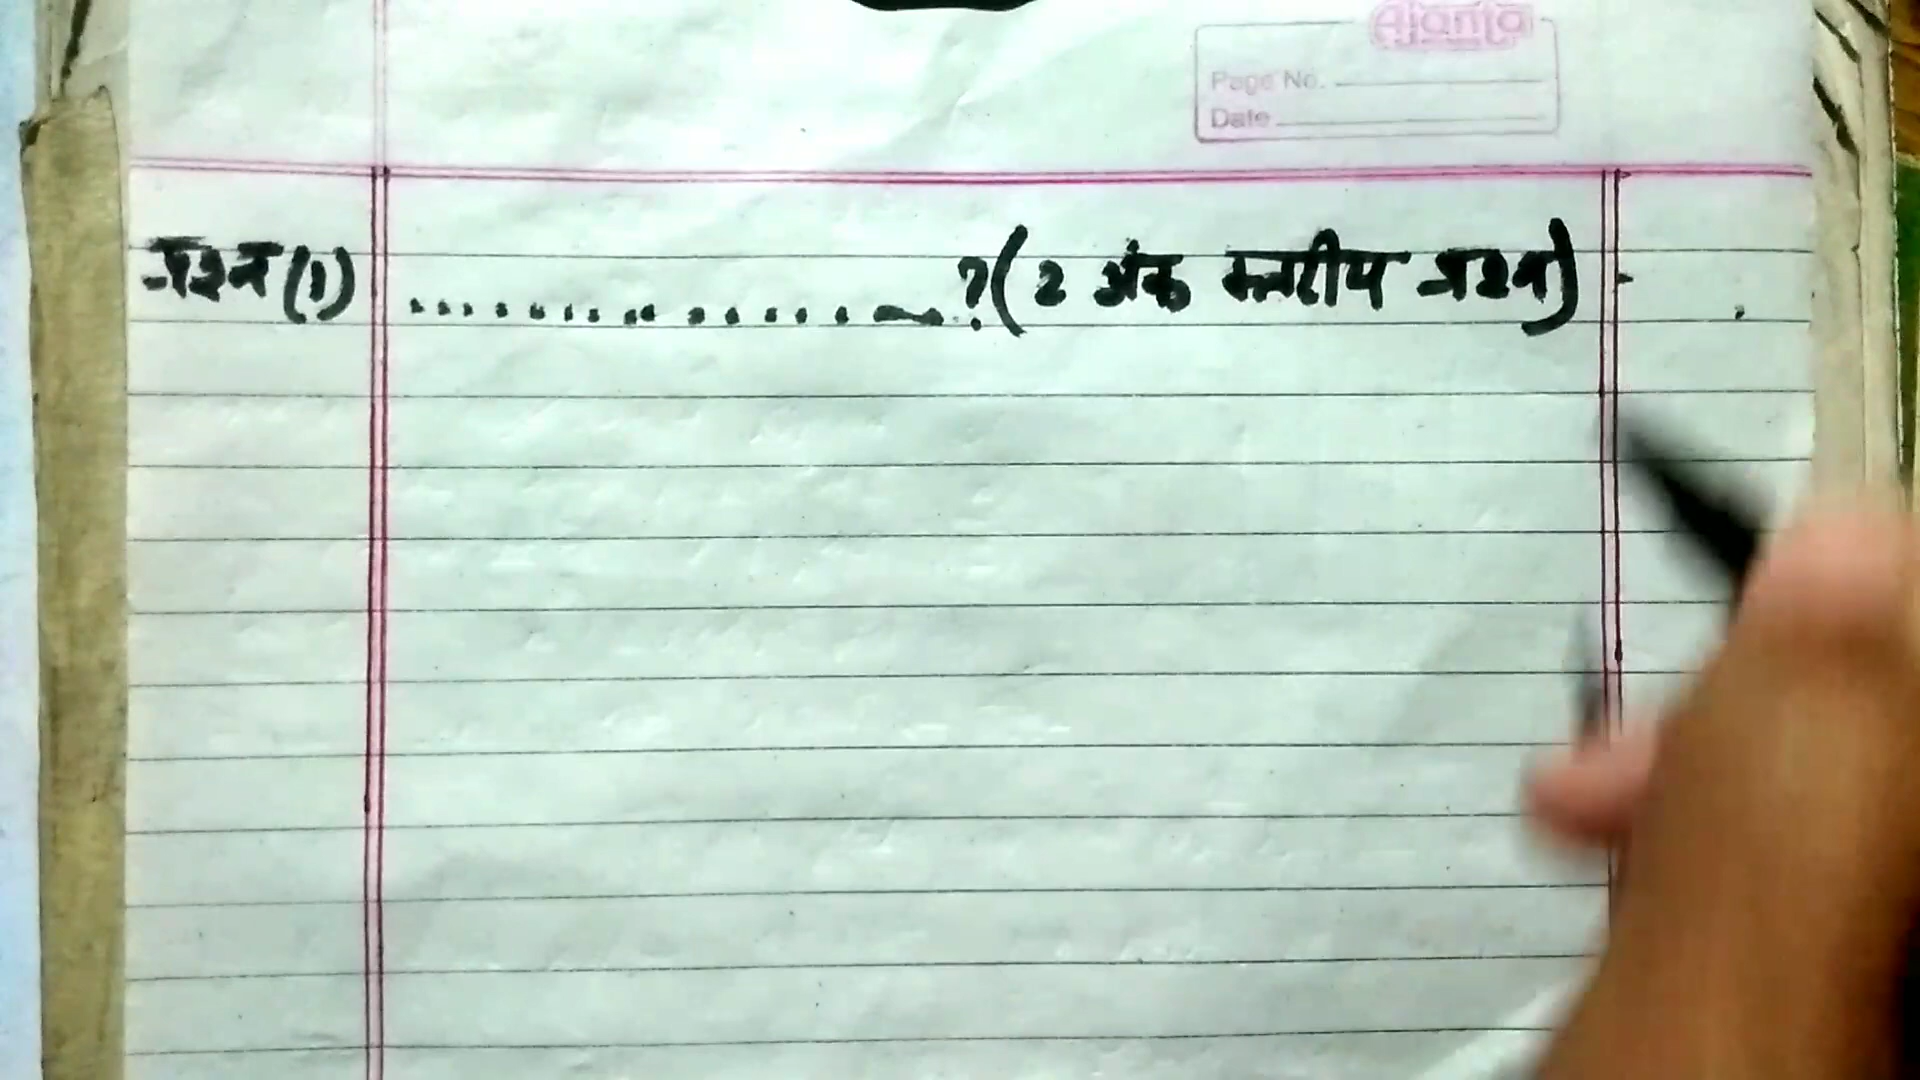 Ajanta
Page No.
Date
प्रश्न (1) ....................? (2 अंक स्तरीय प्रश्न)